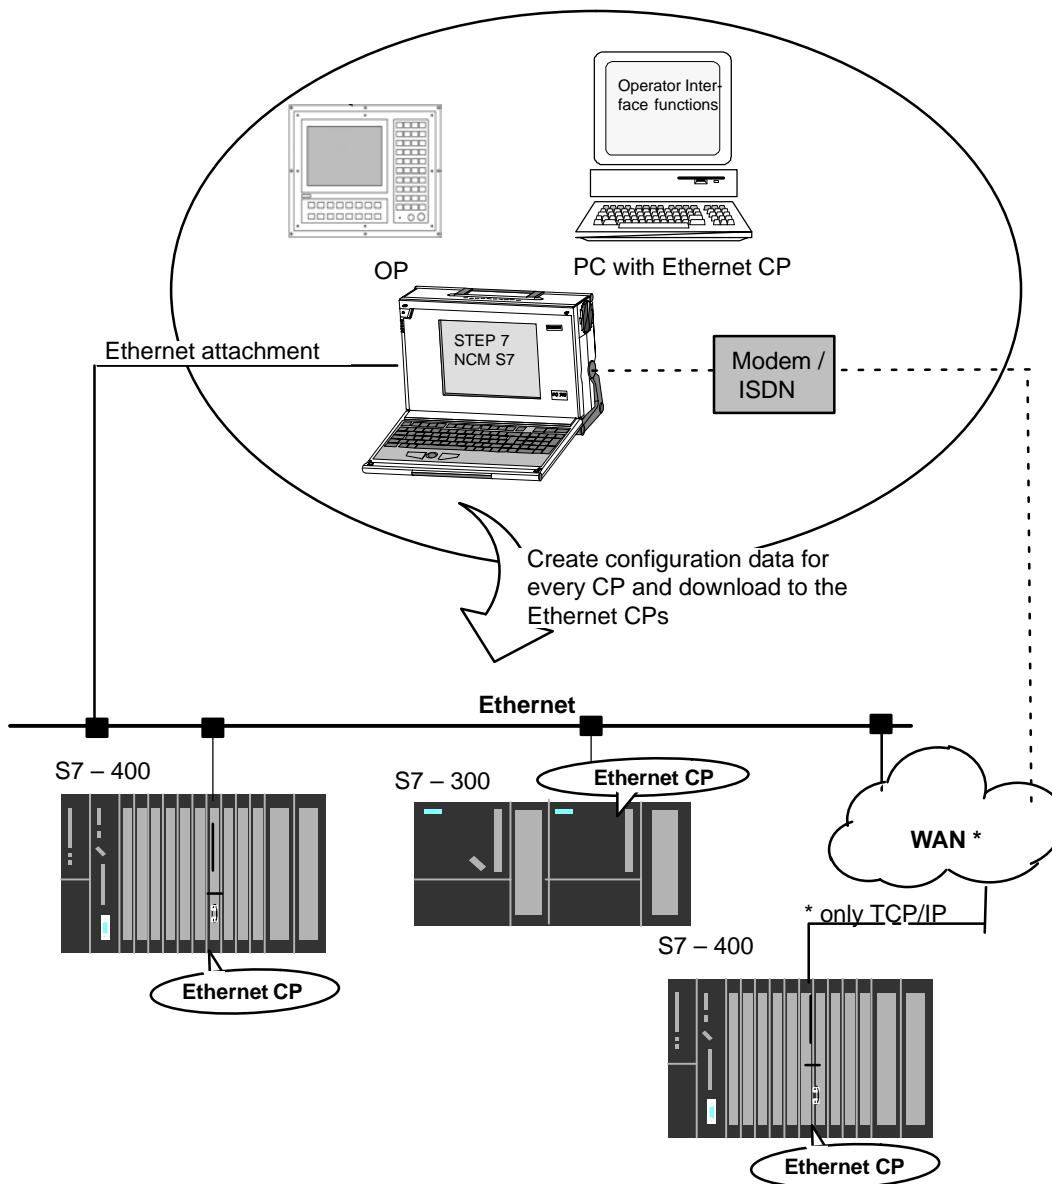 Operator Inter-
face functions
OP
PC with Ethernet CP
STEP 7
NCM S7
Ethernet attachment
Modem /
ISDN
Create configuration data for
every CP and download to the
Ethernet CPs
Ethernet
S7 – 400
S7 – 300
Ethernet CP
WAN *
* only TCP/IP
S7 – 400
Ethernet CP
Ethernet CP